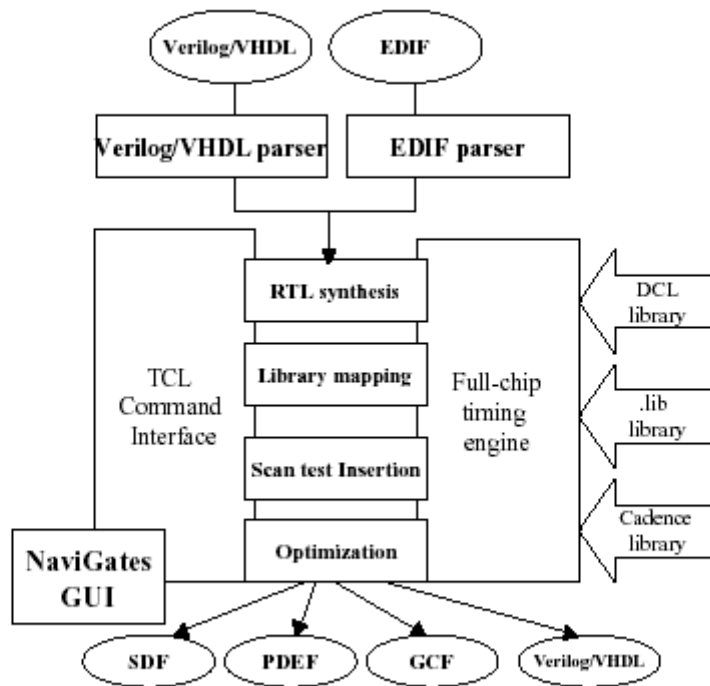 Verilog/VHDL
EDIF
Verilog/VHDL parser
EDIF parser
RTL synthesis
DCL
library
Library mapping
TCL
Command
Interface
Full-chip
timing
engine
.lib
library
Scan test Insertion
Cadence
library
Optimization
NaviGates
GUI
SDF
PDEF
GCF
Verilog/VHDL